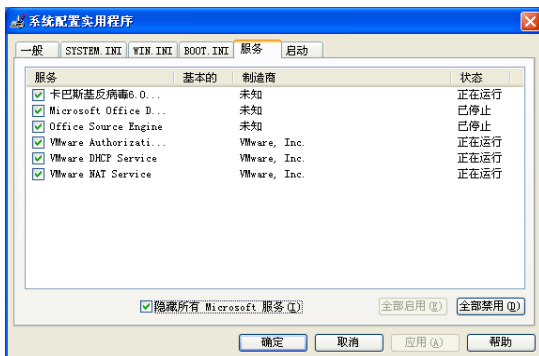 系统配置实用程序
一般 SYSTEM.INI WIN.INI BOOT.INI 服务 启动
服务 基本的 制造商 状态
卡巴斯基反病毒6.0... 未知 正在运行
Microsoft Office D... 未知 已停止
Office Source Engine 未知 已停止
VMware Authorizati... VMware, Inc. 正在运行
VMware DHCP Service VMware, Inc. 正在运行
VMware NAT Service VMware, Inc. 正在运行
隐藏所有 Microsoft 服务(I) 全部启用(E) 全部禁用(D)
确定 取消 应用(A) 帮助